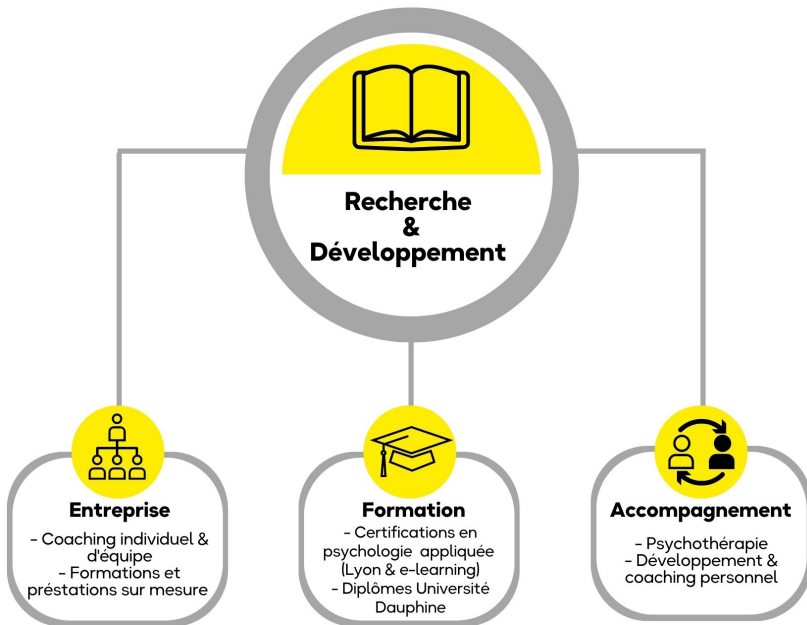 Recherche
&
Développement
Entreprise
- Coaching individuel &
d'équipe
- Formations et
préstations sur mesure
Formation
- Certifications en
psychologie appliquée
(Lyon & e-learning)
- Diplômes Université
Dauphine
Accompagnement
- Psychothérapie
- Développement &
coaching personnel